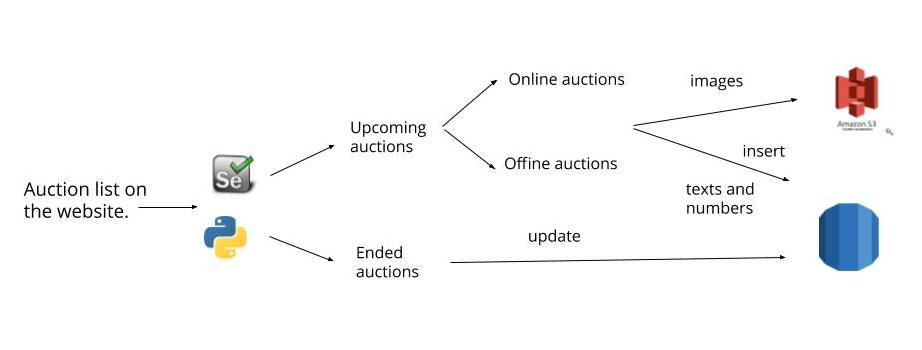 Online auctions
images
Amazon S3
Upcoming
auctions
insert
Offine auctions
Se
Auction list on
the website.
texts and
numbers
update
Ended
auctions